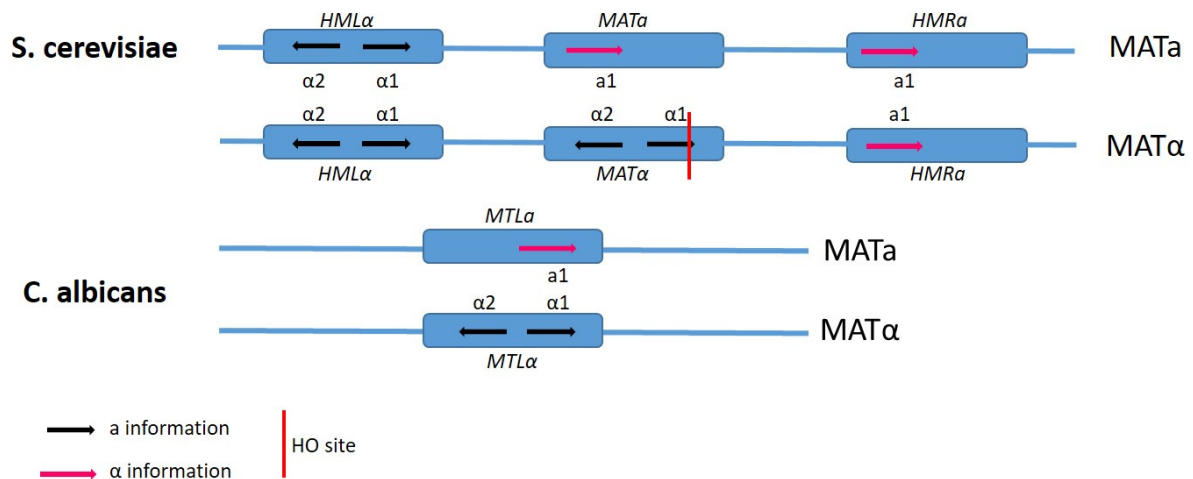 HMLα MATa HMRa
S. cerevisiae MATa
α2 α1 a1 a1
α2 α1 α2 α1 a1
MATα
HMLα MATα HMRa
MTLa
MATa
a1
C. albicans
α2 α1
MATα
MTLα
a information
HO site
α information